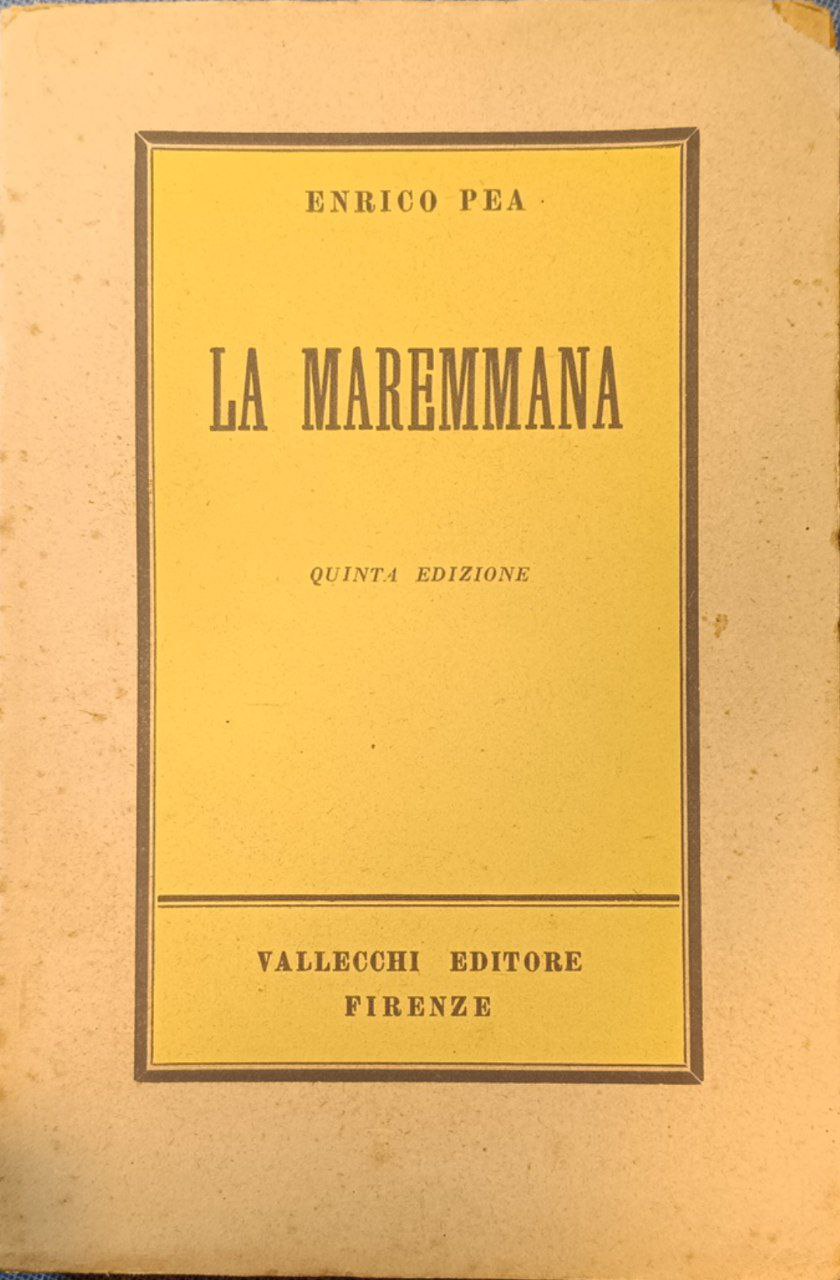 ENRICO PEA
LA MAREMMANA
QUINTA EDIZIONE
VALLECCHI EDITORE
FIRENZE